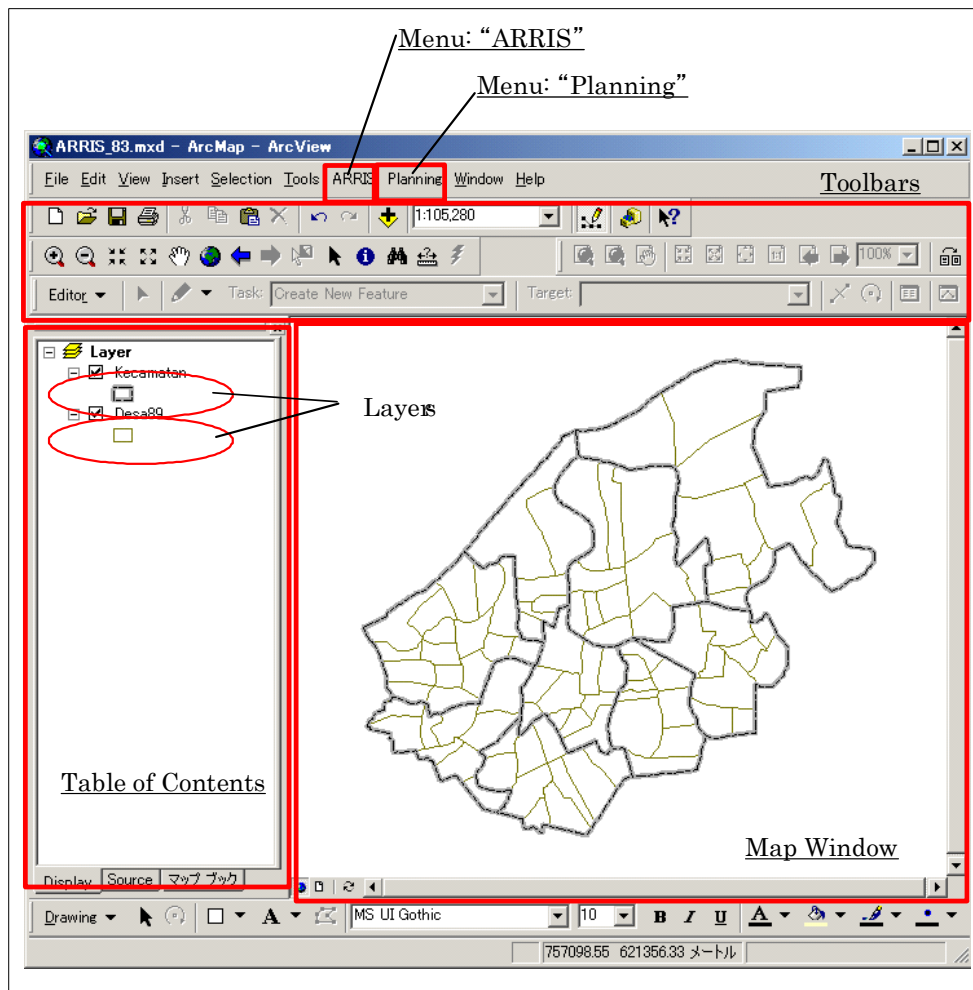 Menu: “ARRIS”
Menu: “Planning”
ARRIS_83.mxd - ArcMap - ArcView
File Edit View Insert Selection Tools ARRIS Planning Window Help
Toolbars
1:105,280
100%
Editor Task: Create New Feature Target:
Layer
Kecamatan
Desa89
Layers
Table of Contents
Map Window
Display Source マップ ブック
Drawing A MS UI Gothic 10 B I U A
757098.55 621356.33 メートル